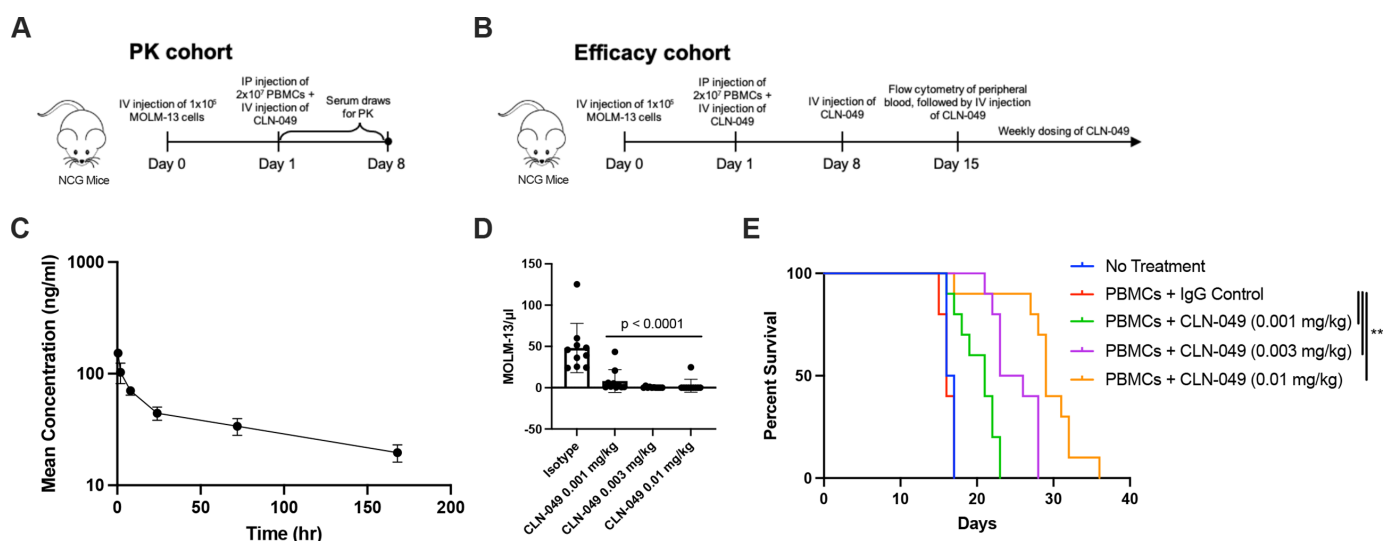 A
PK cohort
IV injection of 1x10⁵
MOLM-13 cells
IP injection of
2x10⁷ PBMCs +
IV injection of
CLN-049
Serum draws
for PK
Day 0
Day 1
Day 8
NCG Mice
B
Efficacy cohort
IV injection of 1x10⁵
MOLM-13 cells
IP injection of
2x10⁷ PBMCs +
IV injection of
CLN-049
IV injection of
CLN-049
Flow cytometry of peripheral
blood, followed by IV injection
of CLN-049
Weekly dosing of CLN-049
Day 0
Day 1
Day 8
Day 15
NCG Mice
C
Mean Concentration (ng/ml)
1000
100
10
0
50
100
150
200
Time (hr)
D
MOLM-13/µl
150
100
50
0
-50
p < 0.0001
Isotype
CLN-049 0.001 mg/kg
CLN-049 0.003 mg/kg
CLN-049 0.01 mg/kg
E
Percent Survival
100
50
0
0
10
20
30
40
Days
No Treatment
PBMCs + IgG Control
PBMCs + CLN-049 (0.001 mg/kg)
PBMCs + CLN-049 (0.003 mg/kg)
PBMCs + CLN-049 (0.01 mg/kg)
**